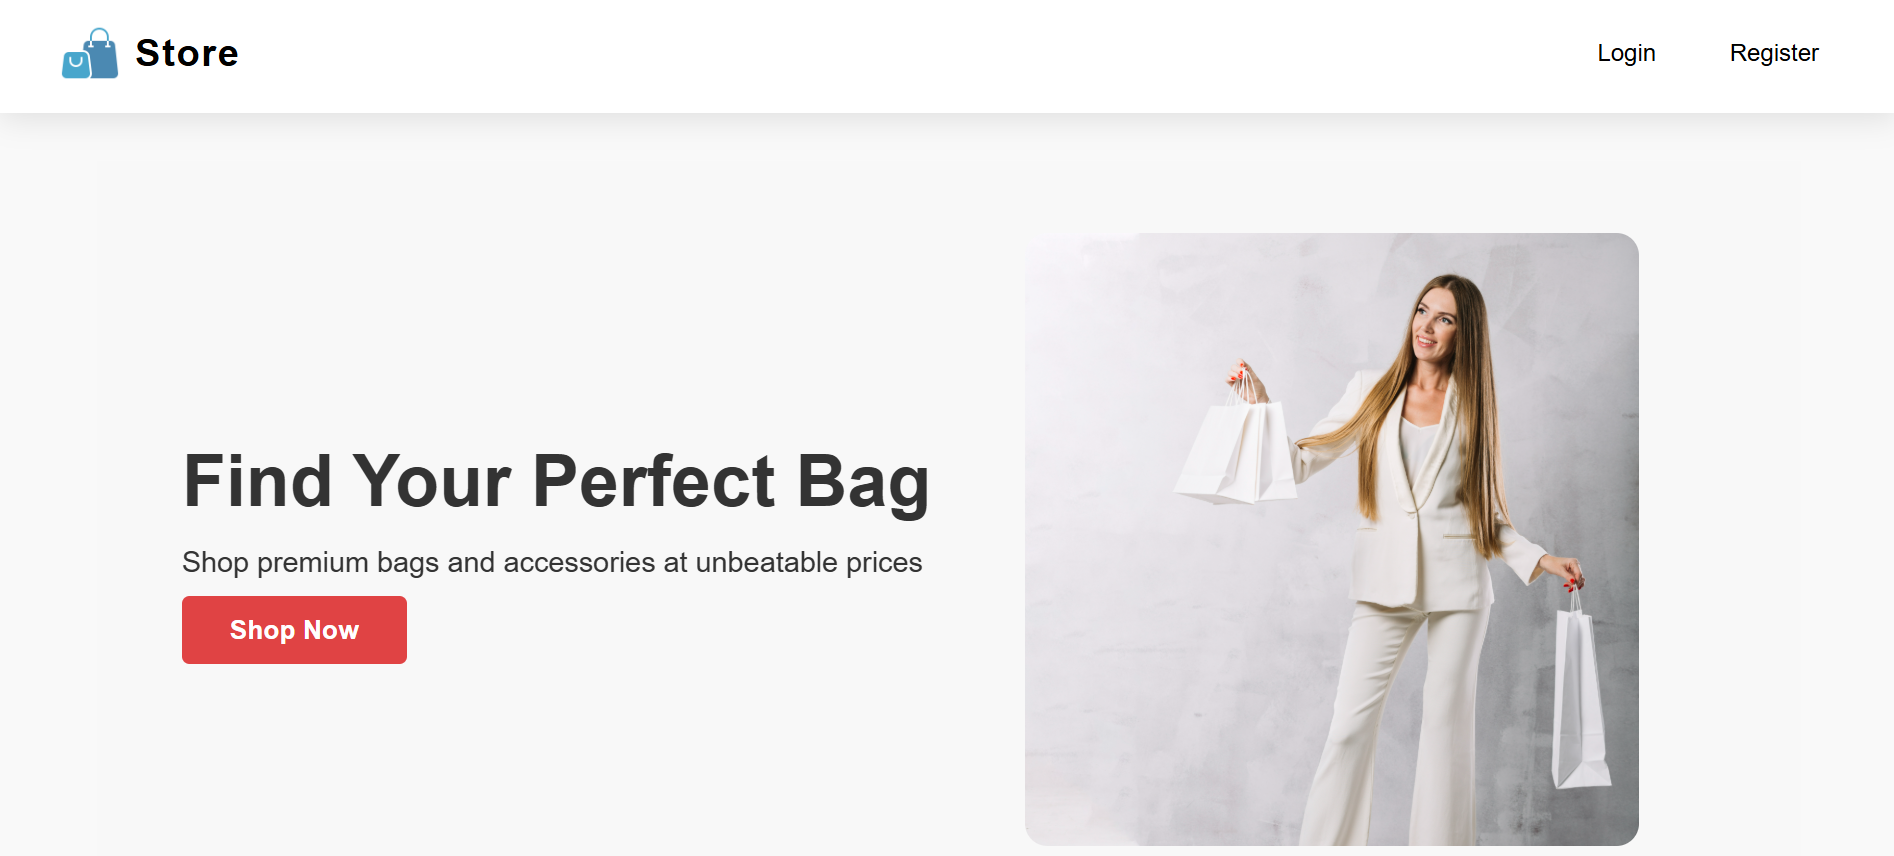 Store
Login
Register
Find Your Perfect Bag
Shop premium bags and accessories at unbeatable prices
Shop Now